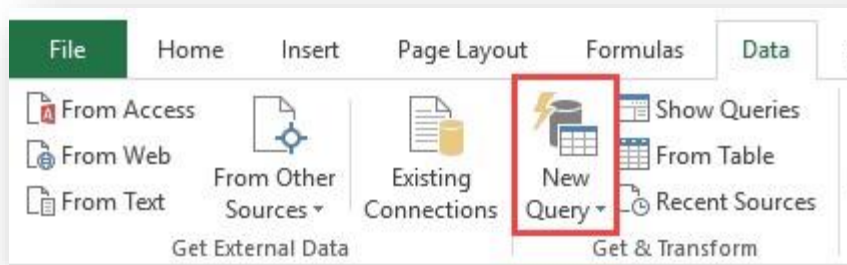 File Home Insert Page Layout Formulas Data
From Access
From Web
From Text
From Other
Sources
Existing
Connections
New
Query
Show Queries
From Table
Recent Sources
Get External Data
Get & Transform